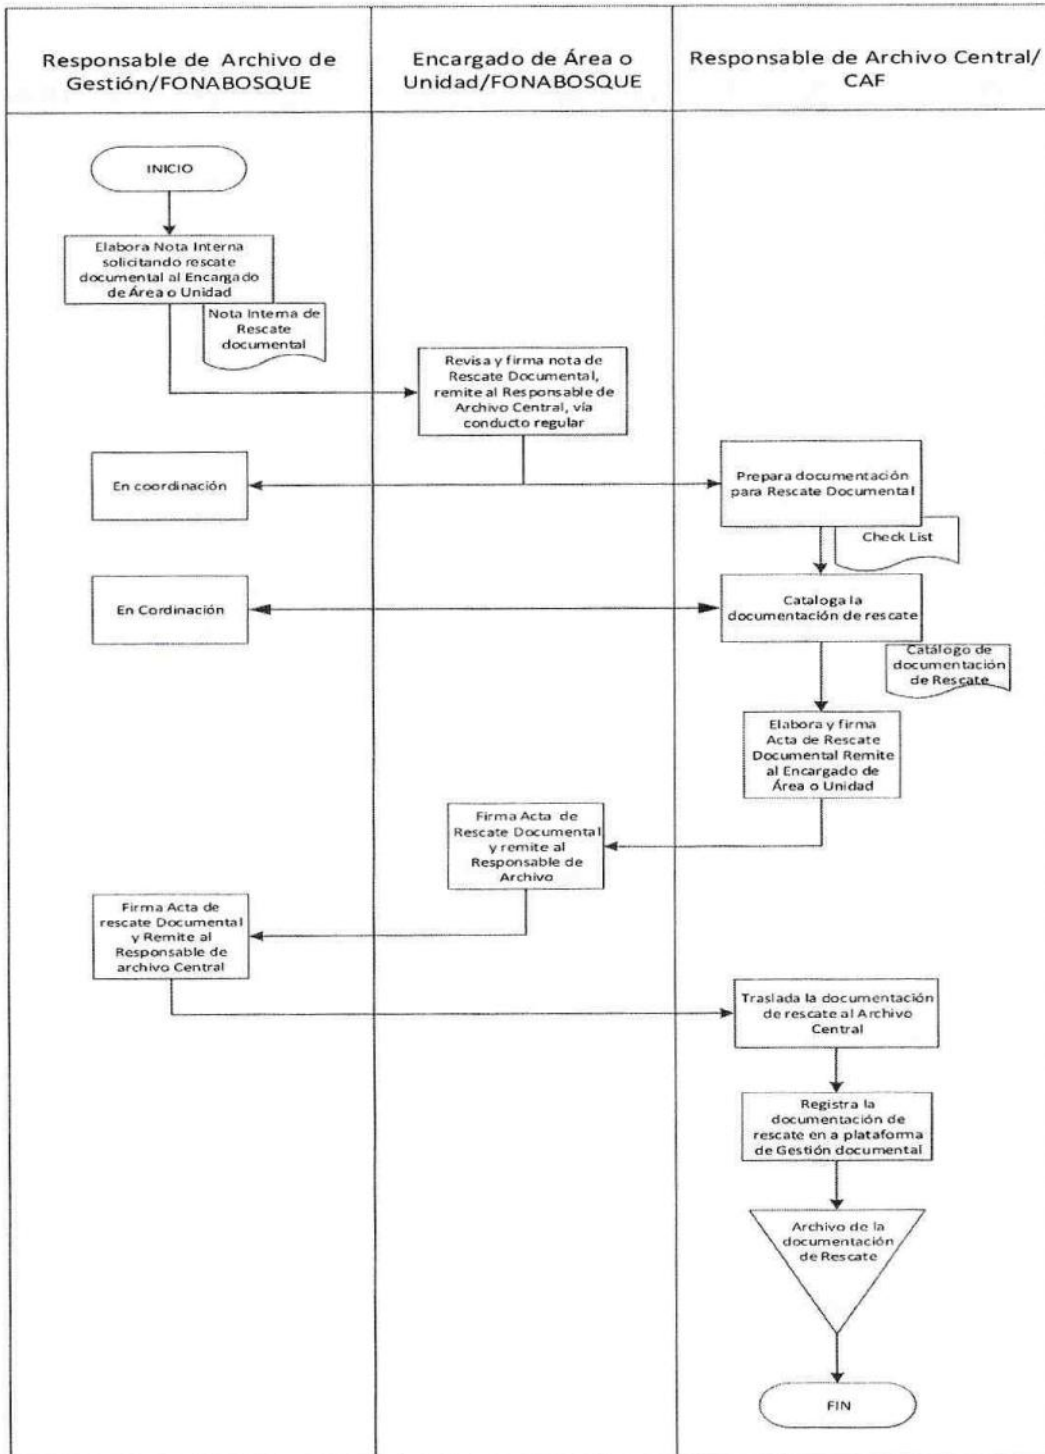 Responsable de Archivo de
Gestión/FONABOSQUE
Encargado de Área o
Unidad/FONABOSQUE
Responsable de Archivo Central/
CAF
INICIO
Elabora Nota Interna
solicitando rescate
documental al Encargado
de Área o Unidad
Nota Interna de
Rescate
documental
Revisa y firma nota de
Rescate Documental,
remite al Responsable de
Archivo Central, vía
conducto regular
En coordinación
Prepara documentación
para Rescate Documental
Check List
En Cordinación
Cataloga la
documentación de rescate
Catálogo de
documentación
de Rescate
Elabora y firma
Acta de Rescate
Documental Remite
al Encargado de
Área o Unidad
Firma Acta de
Rescate Documental
y remite al
Responsable de
Archivo
Firma Acta de
rescate Documental
y Remite al
Responsable de
archivo Central
Traslada la documentación
de rescate al Archivo
Central
Registra la
documentación de
rescate en a plataforma
de Gestión documental
Archivo de la
documentación
de Rescate
FIN